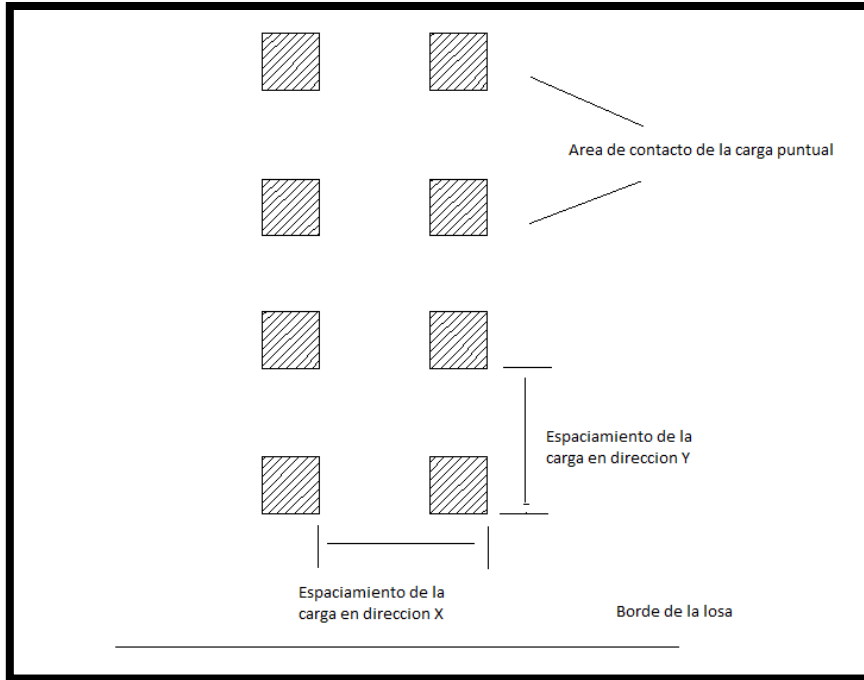 Area de contacto de la carga puntual
Espaciamiento de la
carga en direccion Y
Espaciamiento de la
carga en direccion X
Borde de la losa